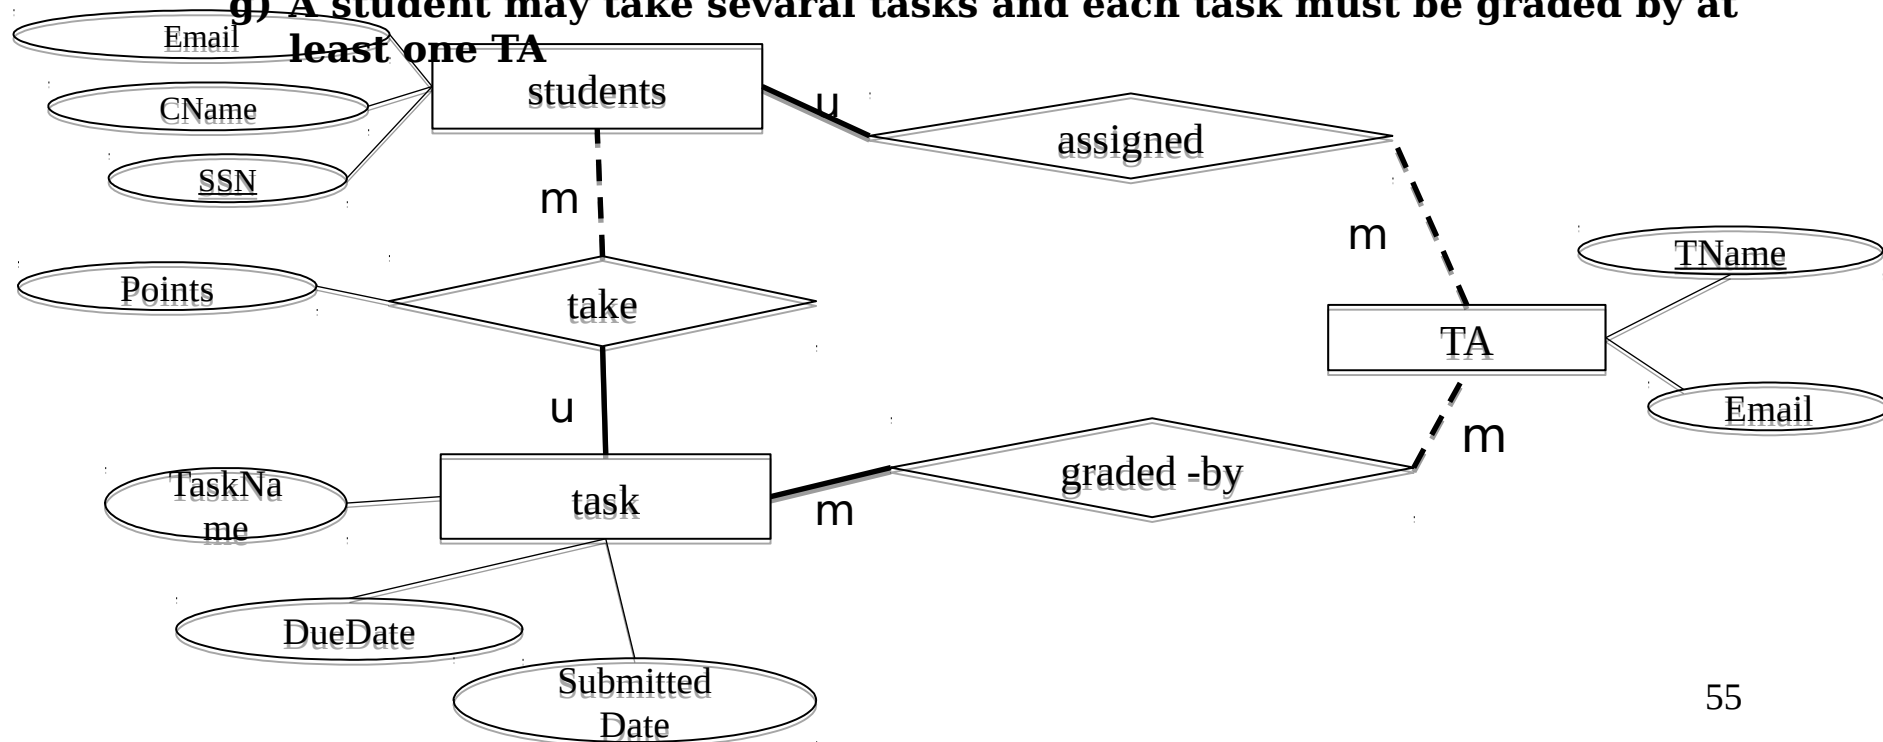 g) A student may take sevaral tasks and each task must be graded by at
least one TA
Email
students
CName
u
assigned
SSN
m
m
TName
Points
take
TA
u
Email
m
graded -by
TaskNa
me
task
m
DueDate
Submitted
Date
55